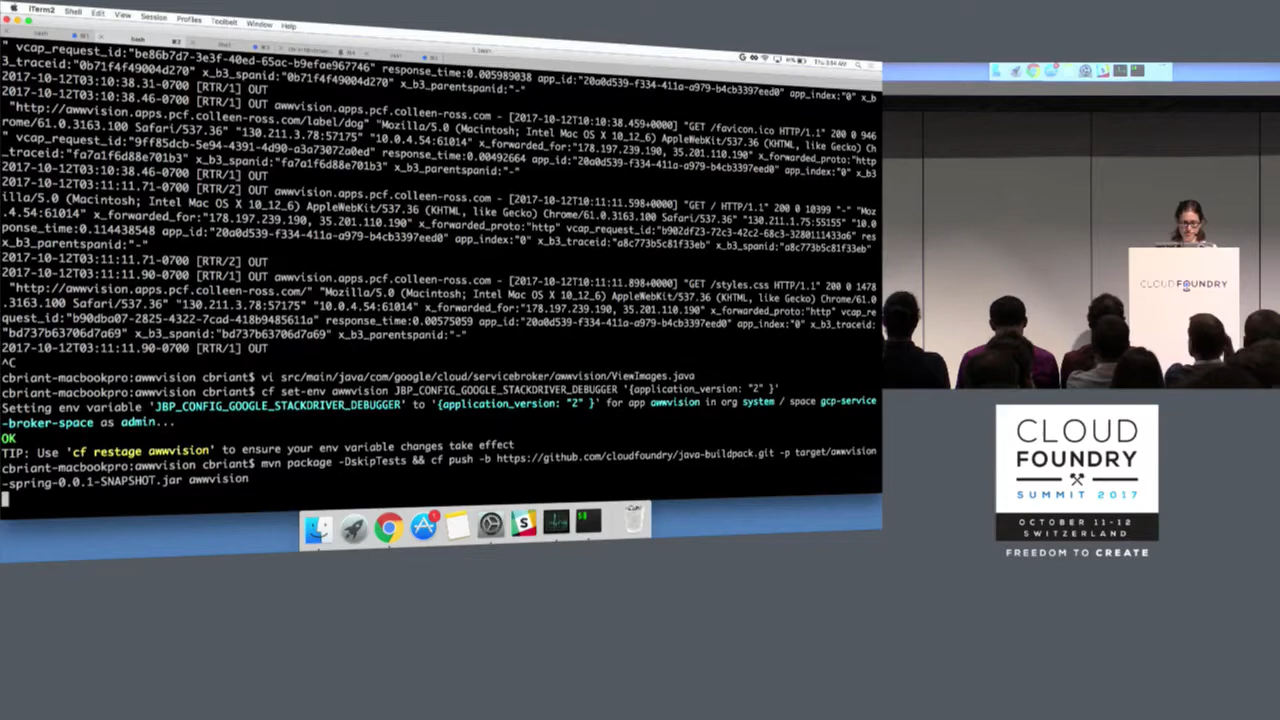 iTerm2 Shell Edit View Session Profiles Toolbelt Window Help
" vcap_request_id:"be86b7d7-3e3f-40ed-65ac-b9efae967746" response_time:0.005989038 app_id:"20a0d539-f334-411a-a979-b4cb3397eed0" app_index:"0" x_b
3_traceid:"0b71f4f49004d270" x_b3_spanid:"0b71f4f49004d270" x_b3_parentspanid:"-"
2017-10-12T03:10:38.31-0700 [RTR/1] OUT
2017-10-12T03:10:38.46-0700 [RTR/1] OUT awwvision.apps.pcf.colleen-ross.com - [2017-10-12T10:10:38.459+0000] "GET /favicon.ico HTTP/1.1" 200 0 946
"http://awwvision.apps.pcf.colleen-ross.com/label/dog" "Mozilla/5.0 (Macintosh; Intel Mac OS X 10_12_6) AppleWebKit/537.36 (KHTML, like Gecko) Ch
rome/61.0.3163.100 Safari/537.36" "130.211.3.78:57175" "10.0.4.54:61014" x_forwarded_for:"178.197.239.190, 35.201.110.190" x_forwarded_proto:"http
" vcap_request_id:"9ff85dcb-5e94-4391-4d90-a3a73072a0ed" response_time:0.00492664 app_id:"20a0d539-f334-411a-a979-b4cb3397eed0" app_index:"0" x_b3
_traceid:"fa7a1f6d88e701b3" x_b3_spanid:"fa7a1f6d88e701b3" x_b3_parentspanid:"-"
2017-10-12T03:10:38.46-0700 [RTR/1] OUT
2017-10-12T03:11:11.71-0700 [RTR/2] OUT awwvision.apps.pcf.colleen-ross.com - [2017-10-12T10:11:11.598+0000] "GET / HTTP/1.1" 200 0 10399 "-" "Moz
illa/5.0 (Macintosh; Intel Mac OS X 10_12_6) AppleWebKit/537.36 (KHTML, like Gecko) Chrome/61.0.3163.100 Safari/537.36" "130.211.1.75:55155" "10.0
.4.54:61014" x_forwarded_for:"178.197.239.190, 35.201.110.190" x_forwarded_proto:"http" vcap_request_id:"b902df23-72c3-42c2-68c3-3280111433a6" res
ponse_time:0.114438548 app_id:"20a0d539-f334-411a-a979-b4cb3397eed0" app_index:"0" x_b3_traceid:"a8c773b5c81f33eb" x_b3_spanid:"a8c773b5c81f33eb"
x_b3_parentspanid:"-"
2017-10-12T03:11:11.71-0700 [RTR/2] OUT
2017-10-12T03:11:11.90-0700 [RTR/1] OUT awwvision.apps.pcf.colleen-ross.com - [2017-10-12T10:11:11.898+0000] "GET /styles.css HTTP/1.1" 200 0 1478
"http://awwvision.apps.pcf.colleen-ross.com/" "Mozilla/5.0 (Macintosh; Intel Mac OS X 10_12_6) AppleWebKit/537.36 (KHTML, like Gecko) Chrome/61.0
.3163.100 Safari/537.36" "130.211.3.78:57175" "10.0.4.54:61014" x_forwarded_for:"178.197.239.190, 35.201.110.190" x_forwarded_proto:"http" vcap_re
quest_id:"b90dba07-2825-4322-7cad-418b9485611a" response_time:0.00575059 app_id:"20a0d539-f334-411a-a979-b4cb3397eed0" app_index:"0" x_b3_traceid:
"bd737b63706d7a69" x_b3_spanid:"bd737b63706d7a69" x_b3_parentspanid:"-"
2017-10-12T03:11:11.90-0700 [RTR/1] OUT
^C
cbriant-macbookpro:awwvision cbriant$ vi src/main/java/com/google/cloud/servicebroker/awwvision/ViewImages.java
cbriant-macbookpro:awwvision cbriant$ cf set-env awwvision JBP_CONFIG_GOOGLE_STACKDRIVER_DEBUGGER '{application_version: "2" }'
Setting env variable 'JBP_CONFIG_GOOGLE_STACKDRIVER_DEBUGGER' to '{application_version: "2" }' for app awwvision in org system / space gcp-service
-broker-space as admin...
OK
TIP: Use 'cf restage awwvision' to ensure your env variable changes take effect
cbriant-macbookpro:awwvision cbriant$ mvn package -DskipTests && cf push -b https://github.com/cloudfoundry/java-buildpack.git -p target/awwvision
-spring-0.0.1-SNAPSHOT.jar awwvision
CLOUDFOUNDRY
CLOUD
FOUNDRY
SUMMIT 2017
OCTOBER 11-12
SWITZERLAND
FREEDOM TO CREATE